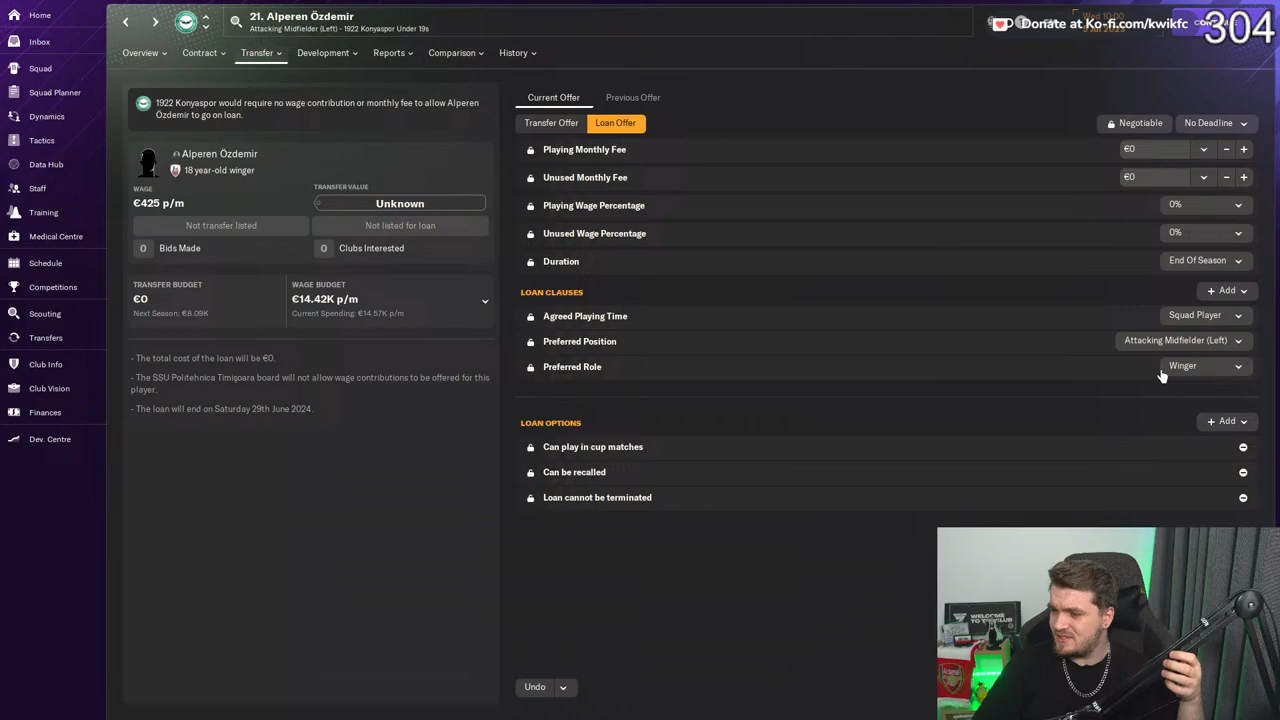 Home
Inbox
Squad
Squad Planner
Dynamics
Tactics
Data Hub
Staff
Training
Medical Centre
Schedule
Competitions
Scouting
Transfers
Club Info
Club Vision
Finances
Dev. Centre
21. Alperen Özdemir
Attacking Midfielder (Left) - 1922 Konyaspor Under 19s
Donate at Ko-fi.com/kwikfc
304
Overview
Contract
Transfer
Development
Reports
Comparison
History
1922 Konyaspor would require no wage contribution or monthly fee to allow Alperen
Özdemir to go on loan.
Alperen Özdemir
18 year-old winger
WAGE
€425 p/m
TRANSFER VALUE
Unknown
Not transfer listed
Not listed for loan
0 Bids Made
0 Clubs Interested
TRANSFER BUDGET
€0
Next Season: €8.09K
WAGE BUDGET
€14.42K p/m
Current Spending: €14.57K p/m
- The total cost of the loan will be €0.
- The SSU Politehnica Timișoara board will not allow wage contributions to be offered for this
player.
- The loan will end on Saturday 29th June 2024.
Current Offer
Previous Offer
Transfer Offer
Loan Offer
Negotiable
No Deadline
Playing Monthly Fee €0
Unused Monthly Fee €0
Playing Wage Percentage 0%
Unused Wage Percentage 0%
Duration End Of Season
LOAN CLAUSES
+ Add
Agreed Playing Time Squad Player
Preferred Position Attacking Midfielder (Left)
Preferred Role Winger
LOAN OPTIONS
+ Add
Can play in cup matches
Can be recalled
Loan cannot be terminated
Undo
WELCOME
Arsenal